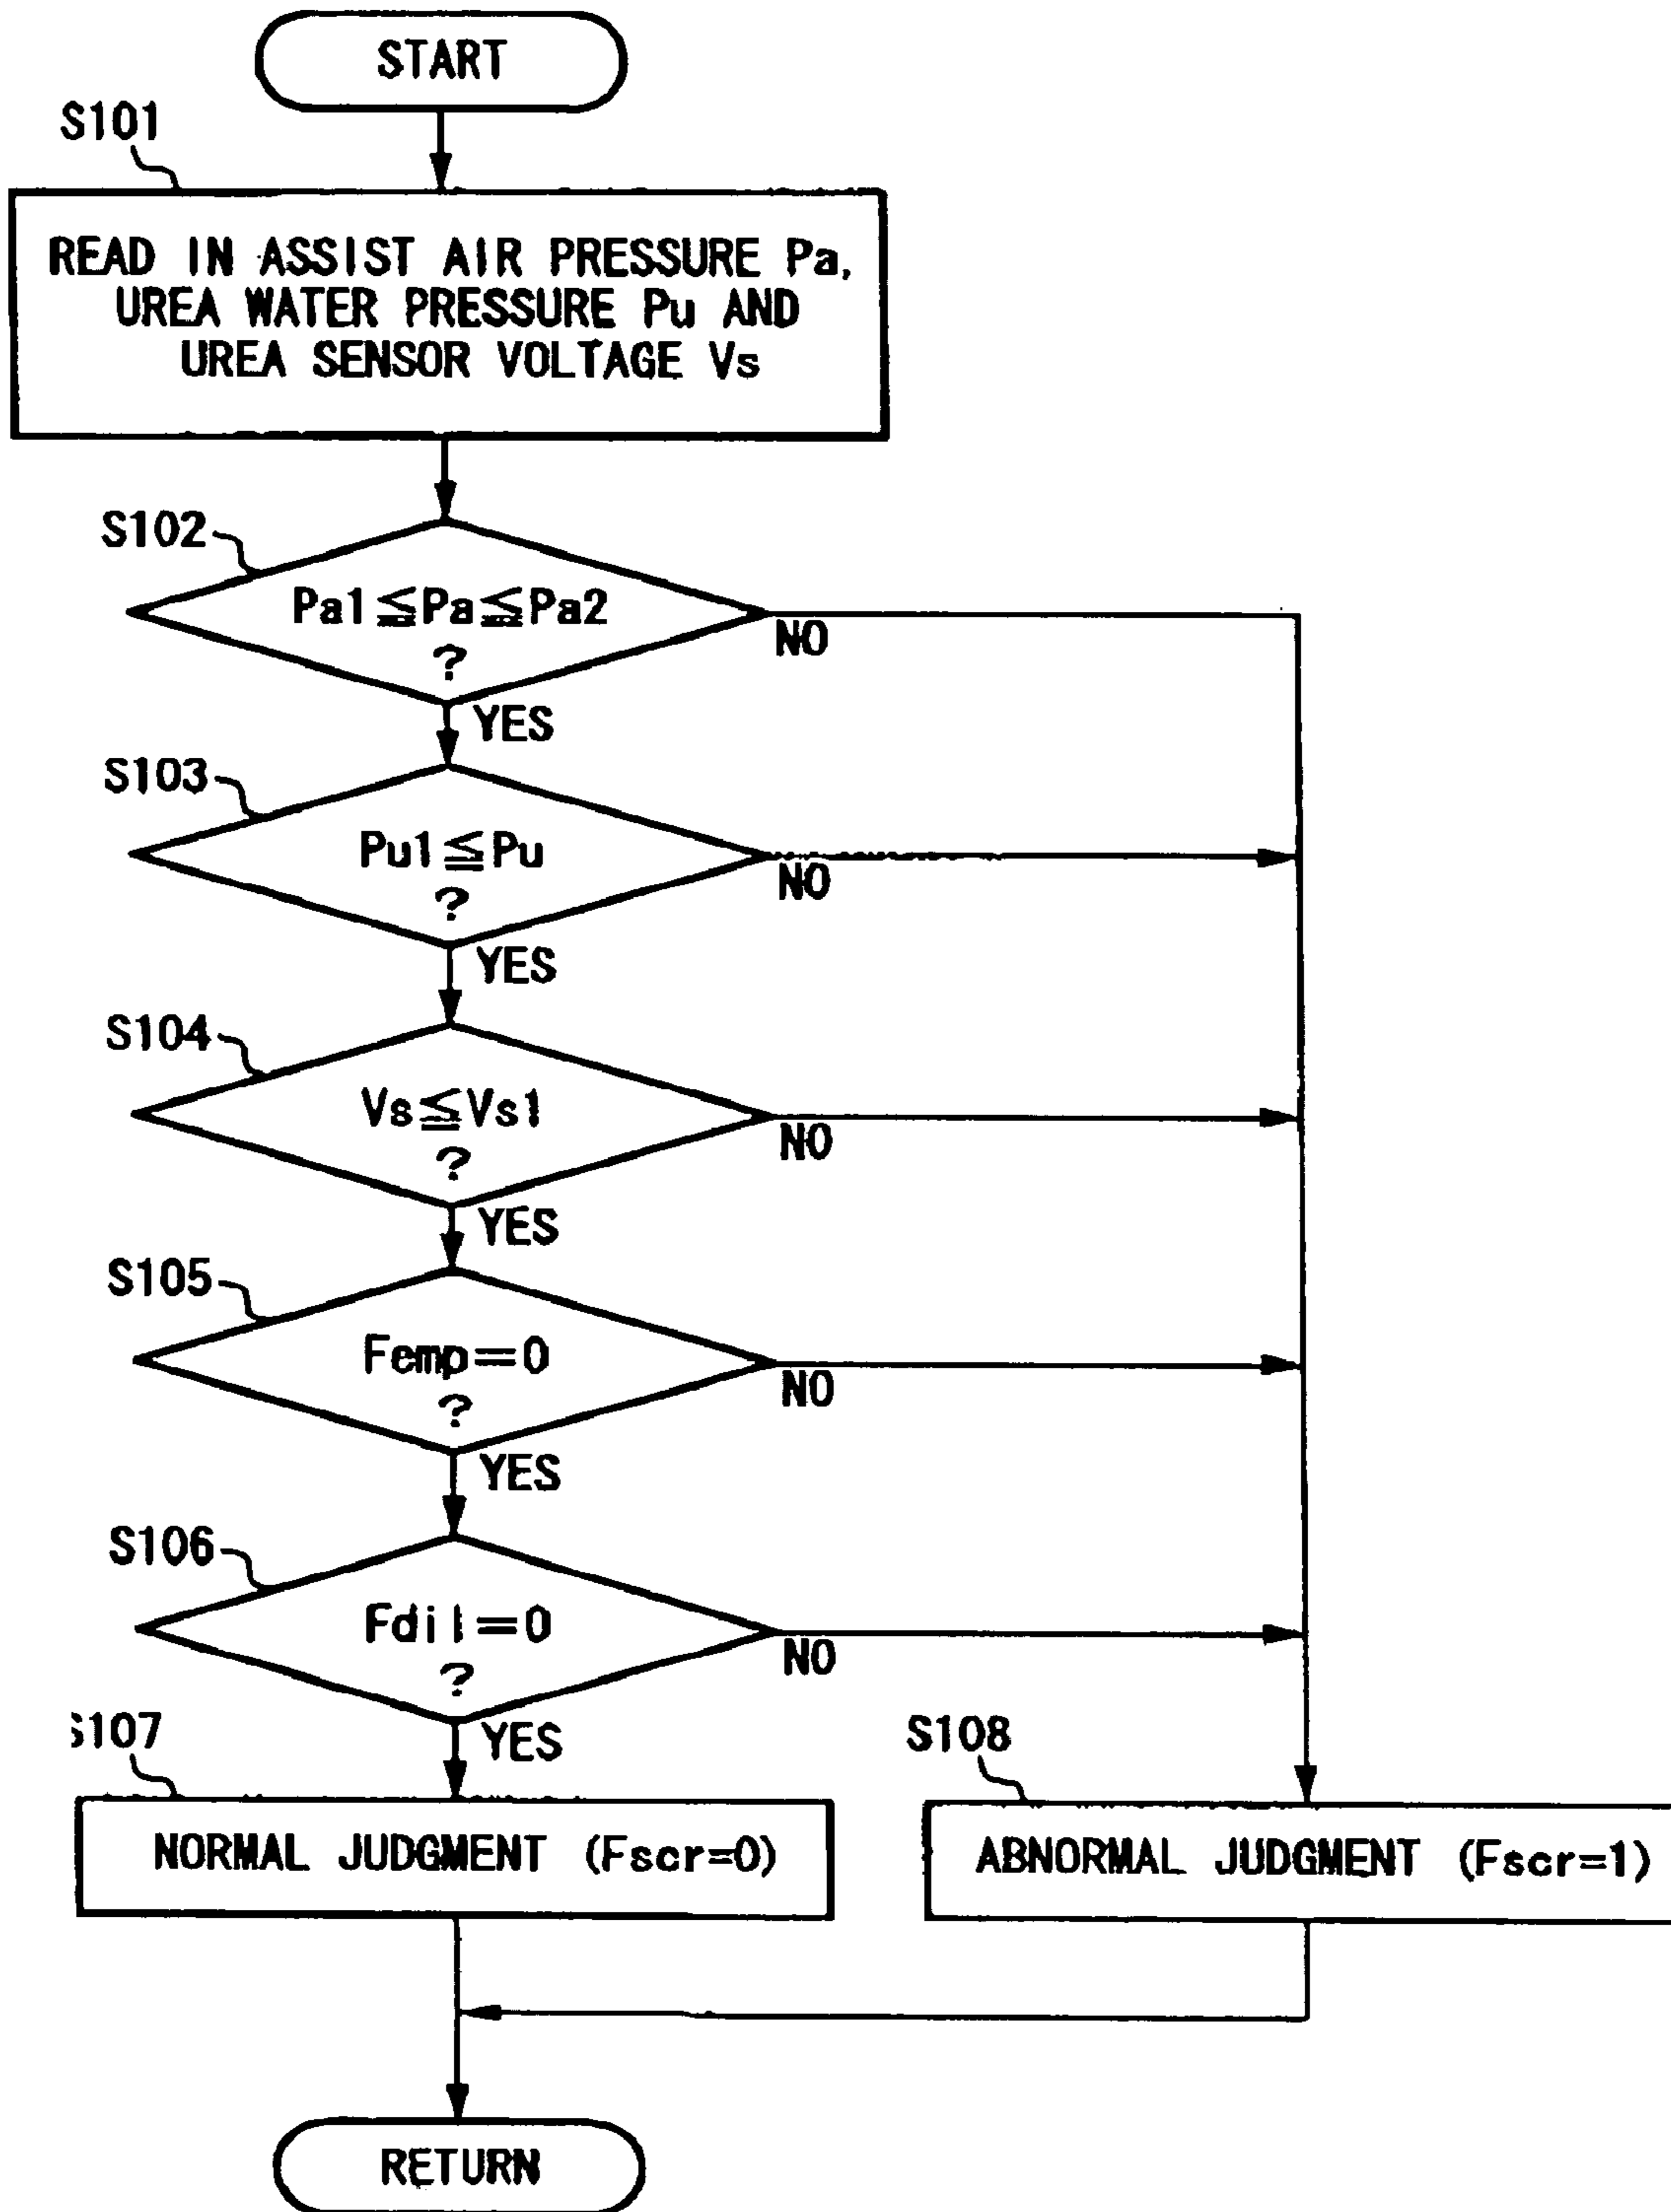 START
S101
READ IN ASSIST AIR PRESSURE Pa,
UREA WATER PRESSURE Pu AND
UREA SENSOR VOLTAGE Vs
S102
Pa1≦Pa≦Pa2
?
NO
YES
S103
Pu1≦Pu
?
NO
YES
S104
Vs≦Vs1
?
NO
YES
S105
Femp=0
?
NO
YES
S106
Fdil=0
?
NO
YES
S107
NORMAL JUDGMENT (Fscr=0)
S108
ABNORMAL JUDGMENT (Fscr=1)
RETURN